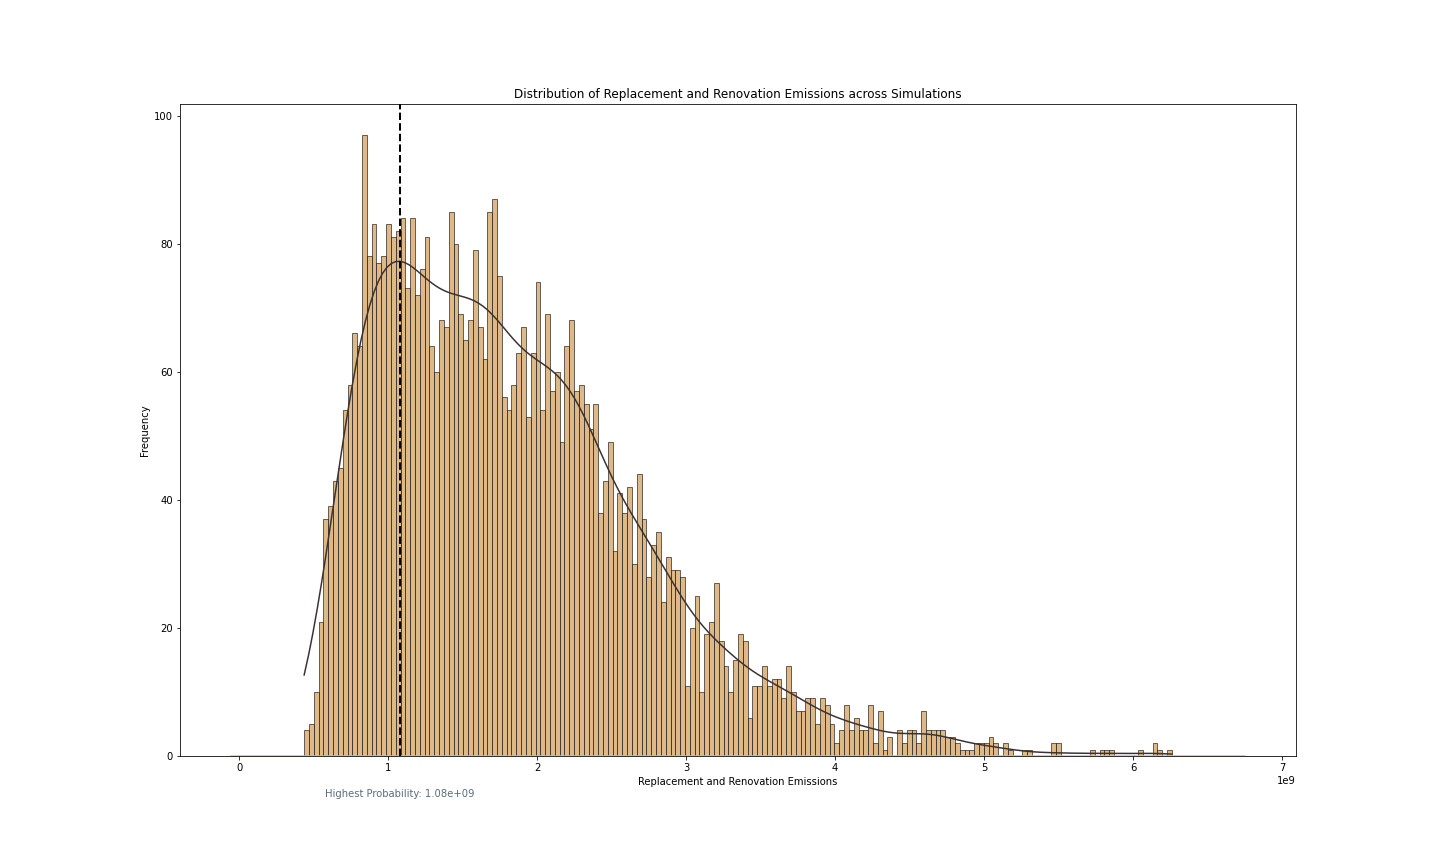 Distribution of Replacement and Renovation Emissions across Simulations
100
80
60
40
20
0
Frequency
0 1 2 3 4 5 6 7
1e9
Replacement and Renovation Emissions
Highest Probability: 1.08e+09